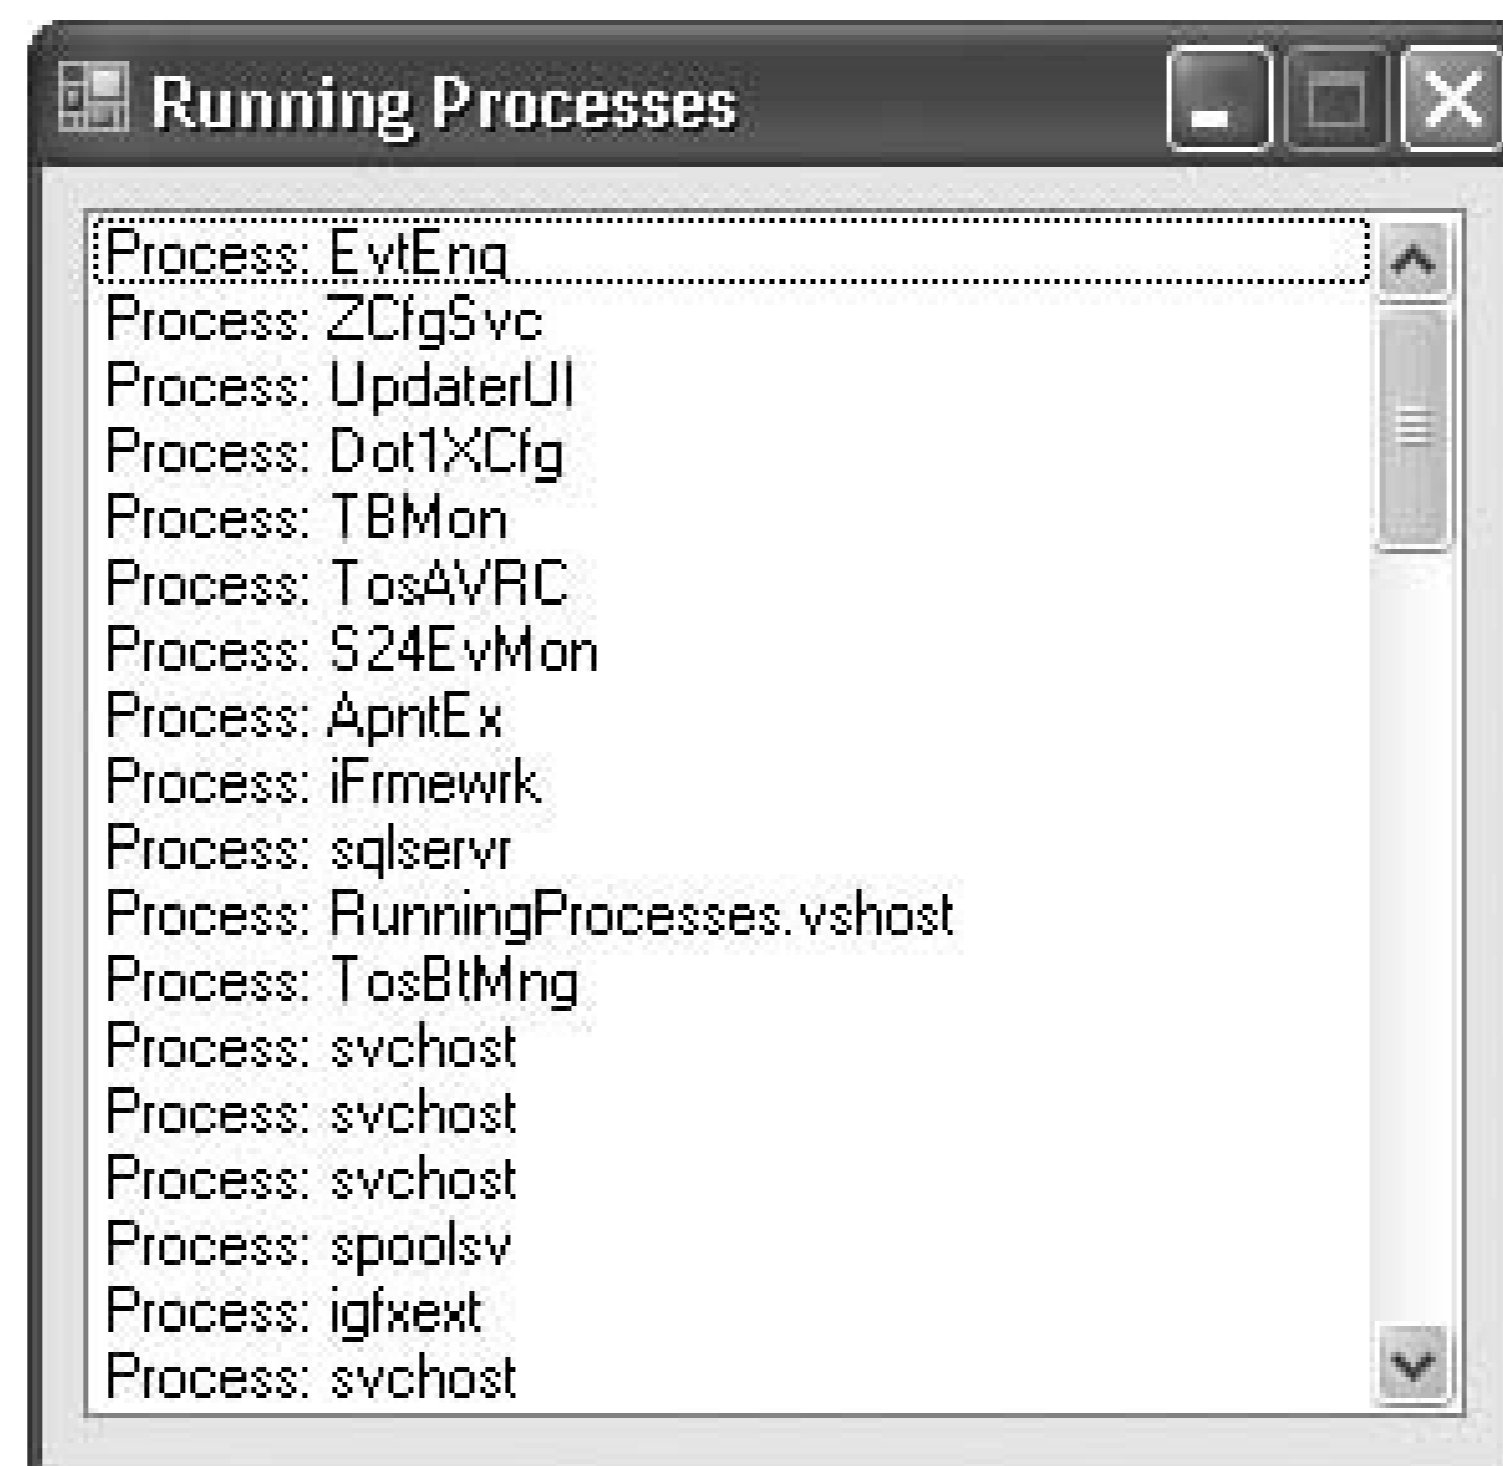 Running Processes
Process: EvtEng
Process: ZCfgSvc
Process: UpdaterUI
Process: Dot1XCfg
Process: TBMon
Process: TosAVRC
Process: S24EvMon
Process: ApntEx
Process: iFrmewrk
Process: sqlservr
Process: RunningProcesses.vshost
Process: TosBtMng
Process: svchost
Process: svchost
Process: svchost
Process: spoolsv
Process: igfxext
Process: svchost